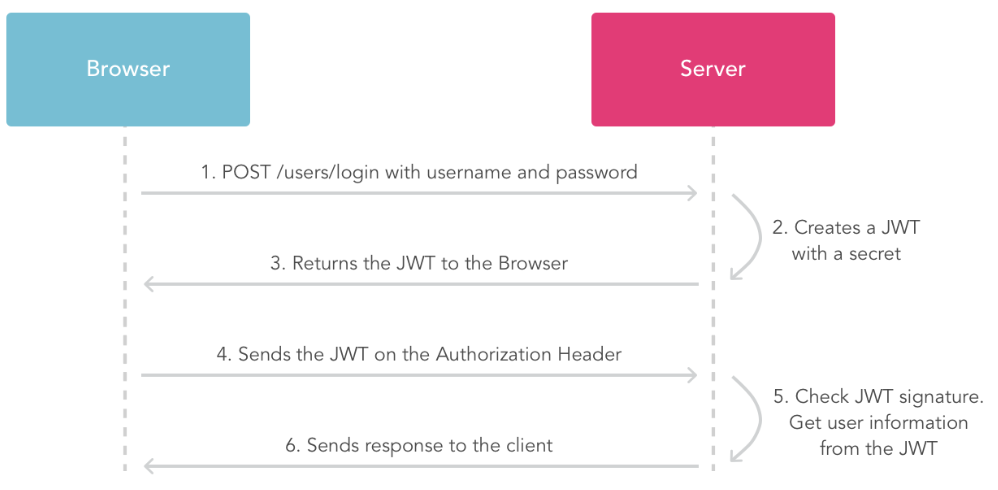 Browser
Server
1. POST /users/login with username and password
2. Creates a JWT
with a secret
3. Returns the JWT to the Browser
4. Sends the JWT on the Authorization Header
5. Check JWT signature.
Get user information
from the JWT
6. Sends response to the client